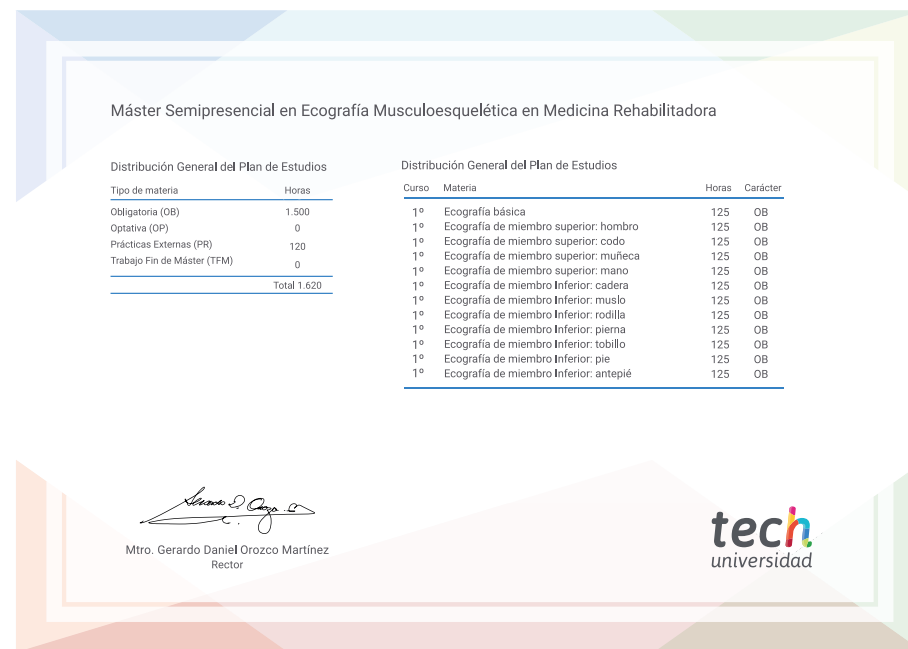 Máster Semipresencial en Ecografía Musculoesquelética en Medicina Rehabilitadora
Distribución General del Plan de Estudios
Tipo de materia Horas
Obligatoria (OB) 1.500
Optativa (OP) 0
Prácticas Externas (PR) 120
Trabajo Fin de Máster (TFM) 0
Total 1.620
Distribución General del Plan de Estudios
Curso Materia Horas Carácter
1º Ecografía básica 125 OB
1º Ecografía de miembro superior: hombro 125 OB
1º Ecografía de miembro superior: codo 125 OB
1º Ecografía de miembro superior: muñeca 125 OB
1º Ecografía de miembro superior: mano 125 OB
1º Ecografía de miembro Inferior: cadera 125 OB
1º Ecografía de miembro Inferior: muslo 125 OB
1º Ecografía de miembro Inferior: rodilla 125 OB
1º Ecografía de miembro Inferior: pierna 125 OB
1º Ecografía de miembro Inferior: tobillo 125 OB
1º Ecografía de miembro Inferior: pie 125 OB
1º Ecografía de miembro Inferior: antepié 125 OB
Mtro. Gerardo Daniel Orozco Martínez
Rector
tech
universidad